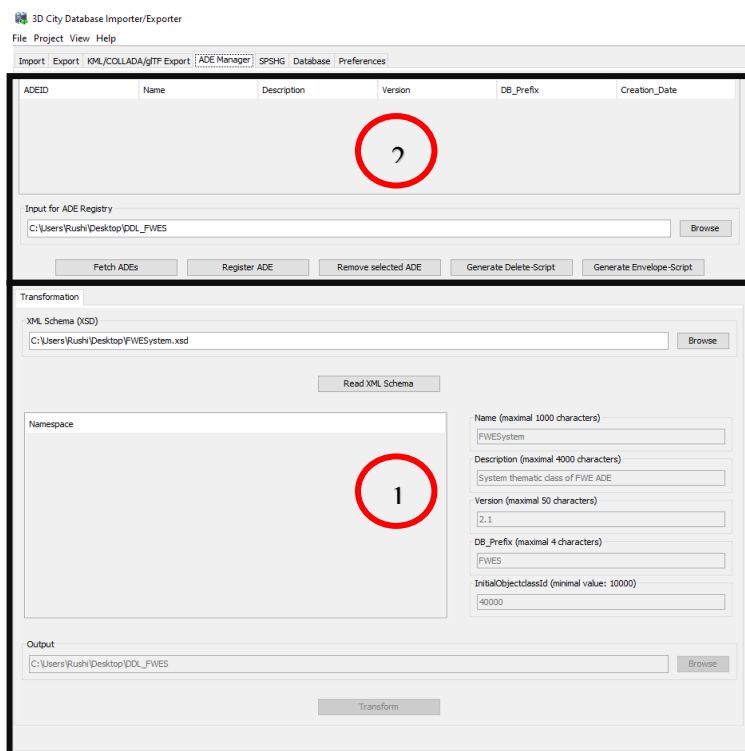 3D City Database Importer/Exporter
File Project View Help
Import Export KML/COLLADA/glTF Export ADE Manager SPSHG Database Preferences
ADEID Name Description Version DB_Prefix Creation_Date
2
Input for ADE Registry
C:\Users\Rushi\Desktop\DDL_FWES Browse
Fetch ADEs Register ADE Remove selected ADE Generate Delete-Script Generate Envelope-Script
Transformation
XML Schema (XSD)
C:\Users\Rushi\Desktop\FWESystem.xsd Browse
Read XML Schema
Namespace
1
Name (maximal 1000 characters)
FWESystem
Description (maximal 4000 characters)
System thematic class of FWE ADE
Version (maximal 50 characters)
2.1
DB_Prefix (maximal 4 characters)
FWES
InitialObjectclassId (minimal value: 10000)
40000
Output
C:\Users\Rushi\Desktop\DDL_FWES Browse
Transform